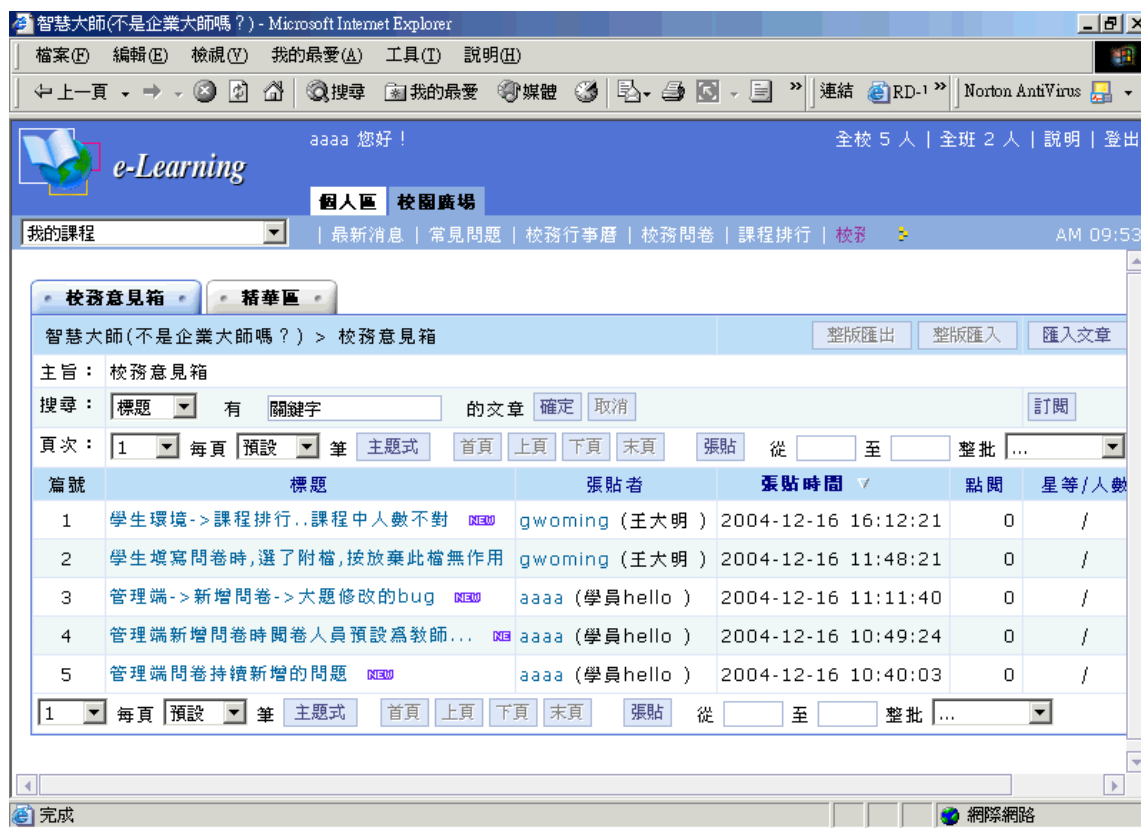 智慧大師(不是企業大師嗎？) - Microsoft Internet Explorer
檔案(F) 編輯(E) 檢視(V) 我的最愛(A) 工具(T) 說明(H)
上一頁 搜尋 我的最愛 媒體 » 連結 RD-1 » Norton AntiVirus
e-Learning
aaaa 您好！ 全校 5 人 | 全班 2 人 | 說明 | 登出
個人區 校園廣場
我的課程 | 最新消息 | 常見問題 | 校務行事曆 | 校務問卷 | 課程排行 | 校務 AM 09:53
校務意見箱 精華區
智慧大師(不是企業大師嗎？) > 校務意見箱 整版匯出 整版匯入 匯入文章
主旨： 校務意見箱
搜尋： 標題 有 關鍵字 的文章 確定 取消 訂閱
頁次： 1 每頁 預設 筆 主題式 首頁 上頁 下頁 末頁 張貼 從 至 整批 ...
篇號 標題 張貼者 張貼時間 點閱 星等/人數
1 學生環境->課程排行..課程中人數不對 NEW gwoming (王大明 ) 2004-12-16 16:12:21 0 /
2 學生填寫問卷時,選了附檔,按放棄此檔無作用 gwoming (王大明 ) 2004-12-16 11:48:21 0 /
3 管理端->新增問卷->大題修改的bug NEW aaaa (學員hello ) 2004-12-16 11:11:40 0 /
4 管理端新增問卷時閱卷人員預設為教師... NE aaaa (學員hello ) 2004-12-16 10:49:24 0 /
5 管理端問卷持續新增的問題 NEW aaaa (學員hello ) 2004-12-16 10:40:03 0 /
1 每頁 預設 筆 主題式 首頁 上頁 下頁 末頁 張貼 從 至 整批 ...
完成 網際網路